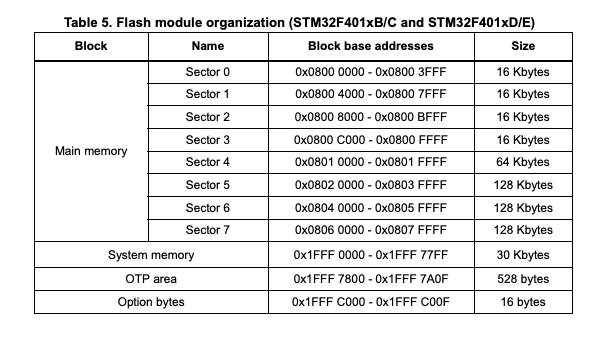 Table 5. Flash module organization (STM32F401xB/C and STM32F401xD/E)
Block Name Block base addresses Size
Main memory
Sector 0 0x0800 0000 - 0x0800 3FFF 16 Kbytes
Sector 1 0x0800 4000 - 0x0800 7FFF 16 Kbytes
Sector 2 0x0800 8000 - 0x0800 BFFF 16 Kbytes
Sector 3 0x0800 C000 - 0x0800 FFFF 16 Kbytes
Sector 4 0x0801 0000 - 0x0801 FFFF 64 Kbytes
Sector 5 0x0802 0000 - 0x0803 FFFF 128 Kbytes
Sector 6 0x0804 0000 - 0x0805 FFFF 128 Kbytes
Sector 7 0x0806 0000 - 0x0807 FFFF 128 Kbytes
System memory 0x1FFF 0000 - 0x1FFF 77FF 30 Kbytes
OTP area 0x1FFF 7800 - 0x1FFF 7A0F 528 bytes
Option bytes 0x1FFF C000 - 0x1FFF C00F 16 bytes